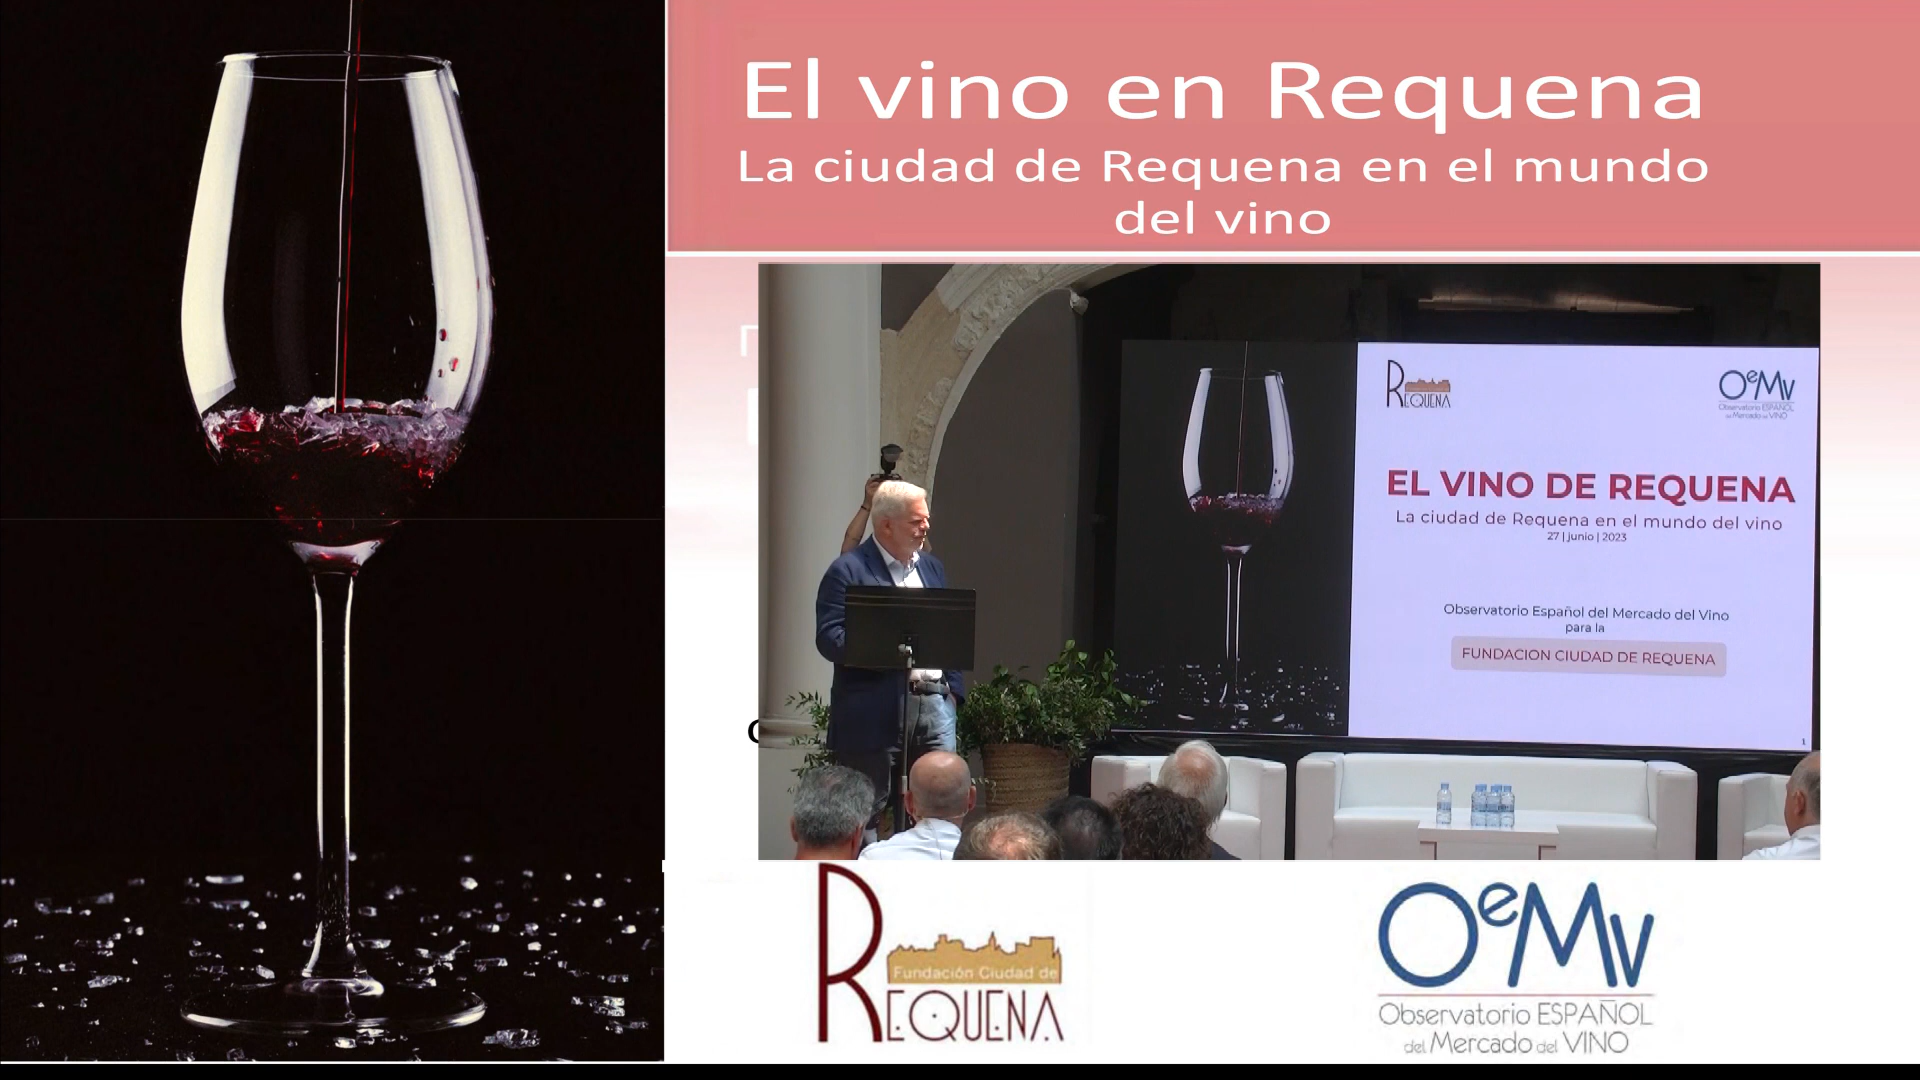 El vino en Requena
La ciudad de Requena en el mundo
del vino
REQUENA
OeMv
Observatorio ESPAÑOL
del Mercado del VINO
EL VINO DE REQUENA
La ciudad de Requena en el mundo del vino
27 | junio | 2023
Observatorio Español del Mercado del Vino
para la
FUNDACION CIUDAD DE REQUENA
1
Fundación Ciudad de
REQUENA
OeMv
Observatorio ESPAÑOL
del Mercado del VINO